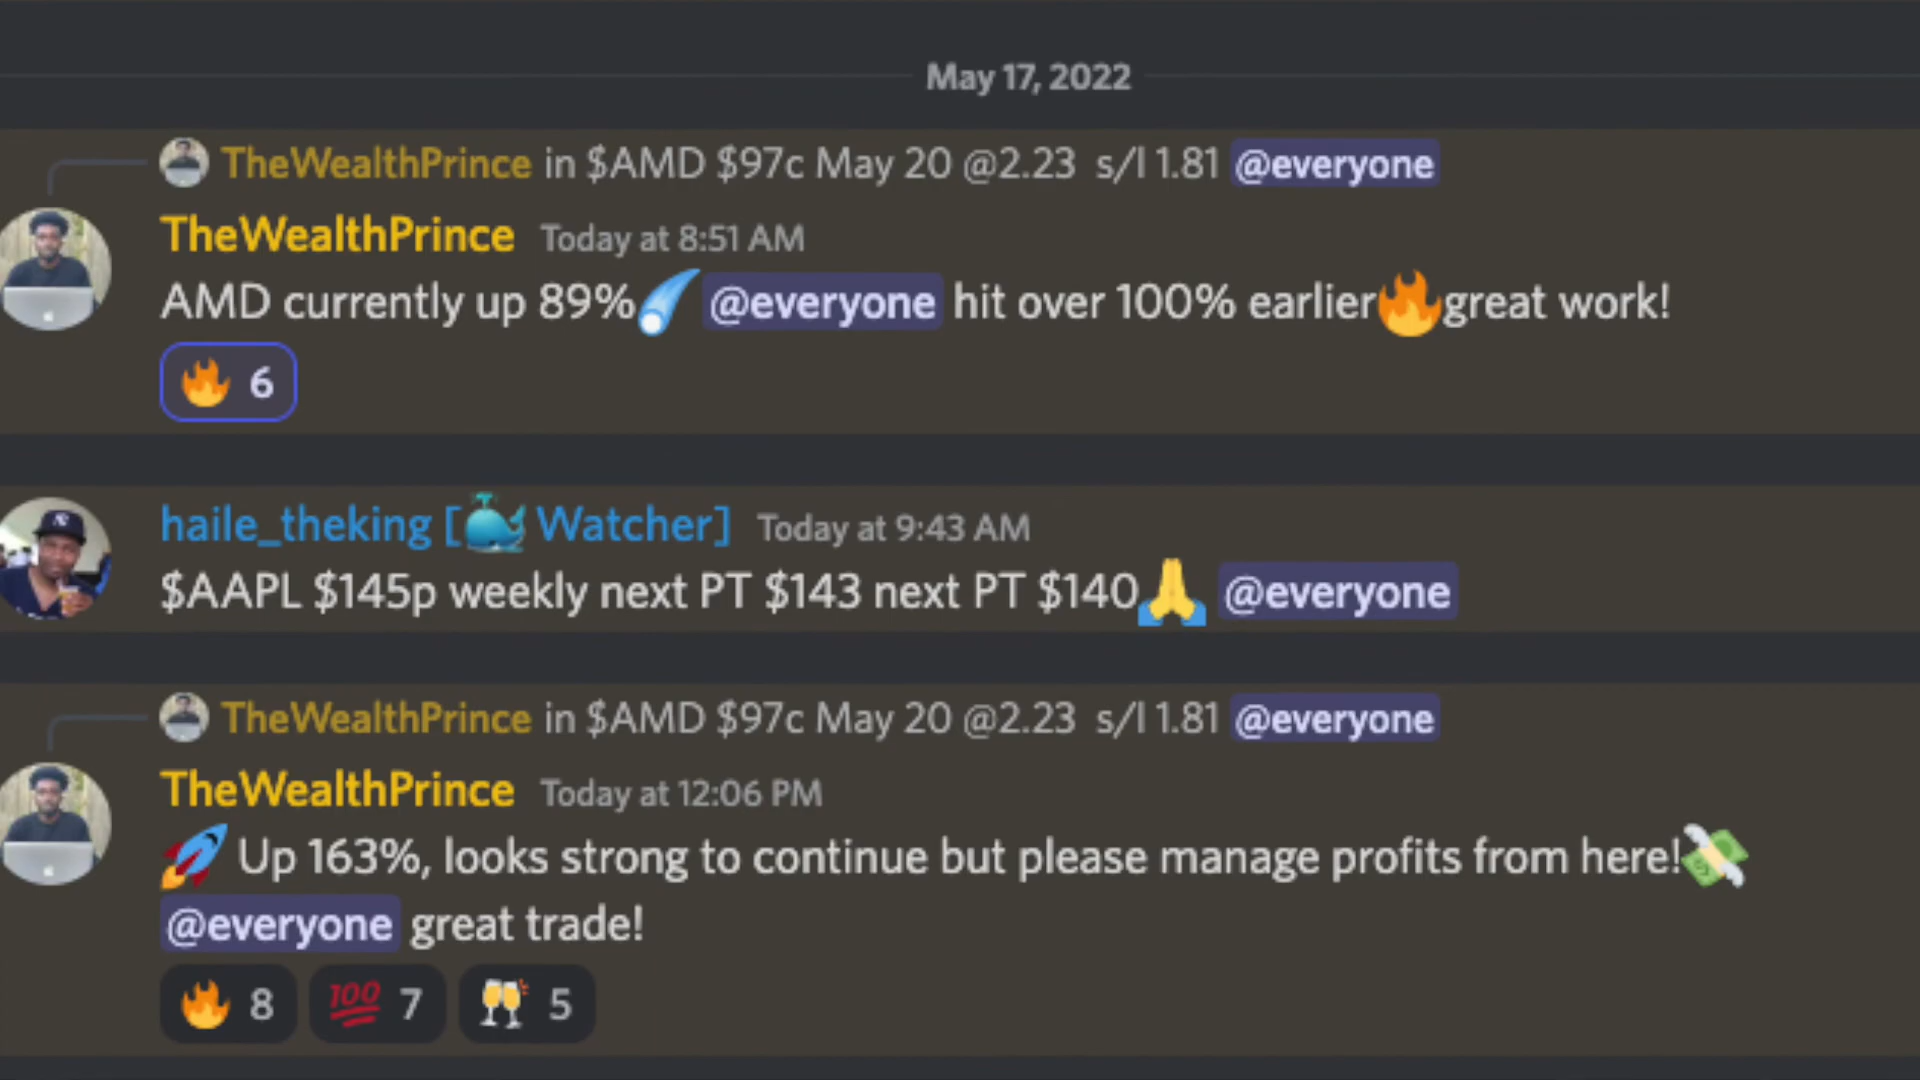 May 17, 2022
TheWealthPrince in $AMD $97c May 20 @2.23 s/l 1.81 @everyone
TheWealthPrince Today at 8:51 AM
AMD currently up 89%☄️ @everyone hit over 100% earlier🔥great work!
🔥 6
haile_theking [🐳 Watcher] Today at 9:43 AM
$AAPL $145p weekly next PT $143 next PT $140🙏 @everyone
TheWealthPrince in $AMD $97c May 20 @2.23 s/l 1.81 @everyone
TheWealthPrince Today at 12:06 PM
🚀 Up 163%, looks strong to continue but please manage profits from here!💸
@everyone great trade!
🔥 8 💯 7 🥂 5